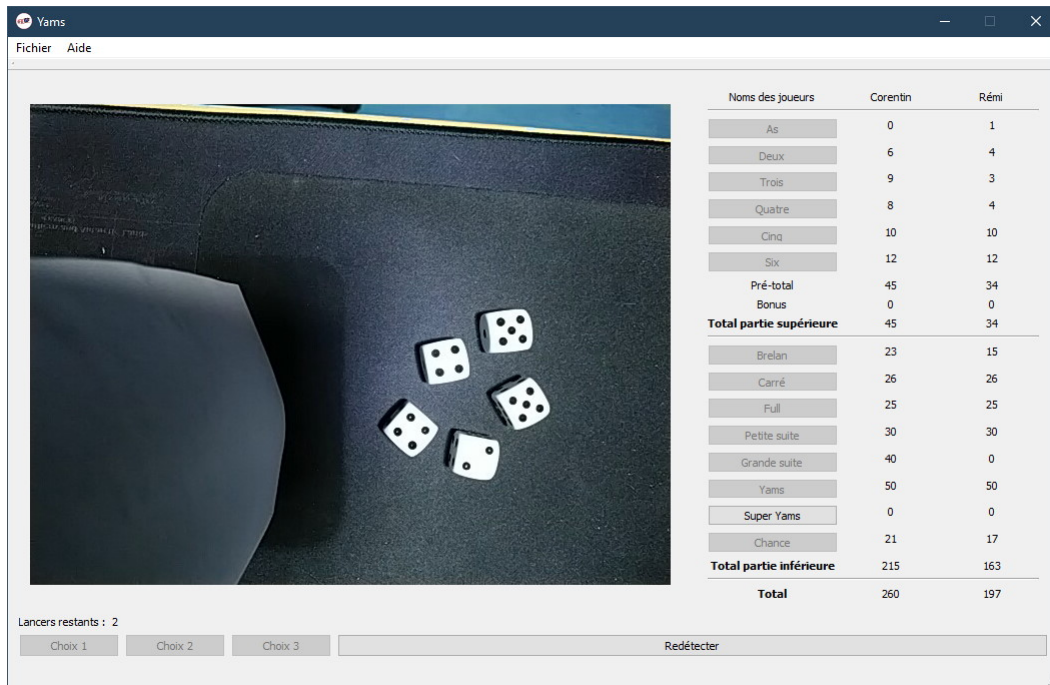 Yams
Fichier Aide
Noms des joueurs Corentin Rémi
As 0 1
Deux 6 4
Trois 9 3
Quatre 8 4
Cinq 10 10
Six 12 12
Pré-total 45 34
Bonus 0 0
Total partie supérieure 45 34
Brelan 23 15
Carré 26 26
Full 25 25
Petite suite 30 30
Grande suite 40 0
Yams 50 50
Super Yams 0 0
Chance 21 17
Total partie inférieure 215 163
Total 260 197
Lancers restants : 2
Choix 1 Choix 2 Choix 3 Redétecter